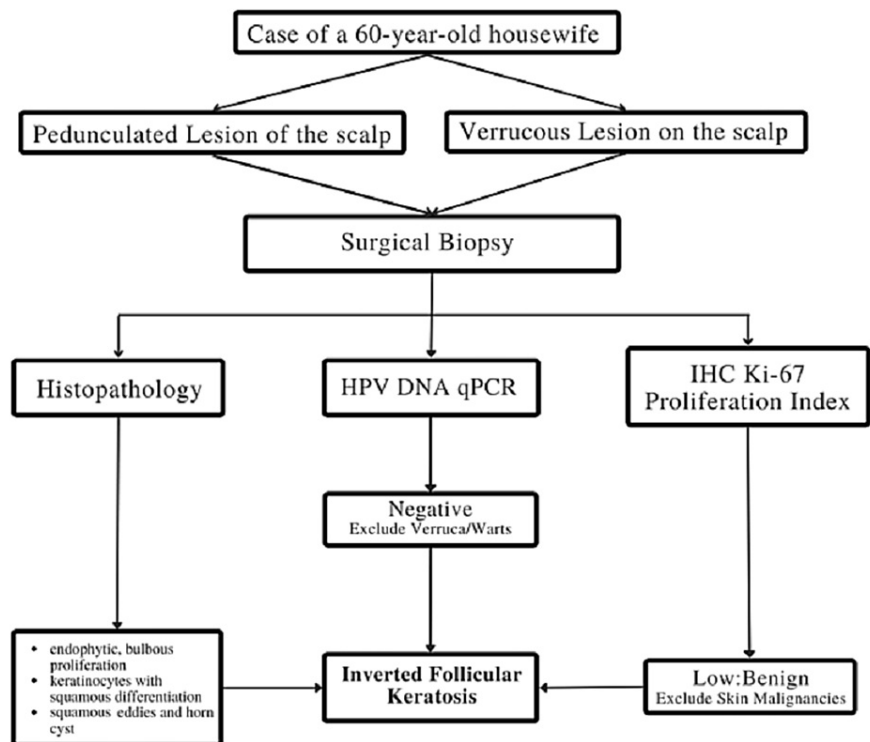 Case of a 60-year-old housewife
Pedunculated Lesion of the scalp
Verrucous Lesion on the scalp
Surgical Biopsy
Histopathology
HPV DNA qPCR
IHC Ki-67
Proliferation Index
Negative
Exclude Verruca/Warts
• endophytic, bulbous
proliferation
• keratinocytes with
squamous differentiation
• squamous eddies and horn
cyst
Inverted Follicular
Keratosis
Low:Benign
Exclude Skin Malignancies